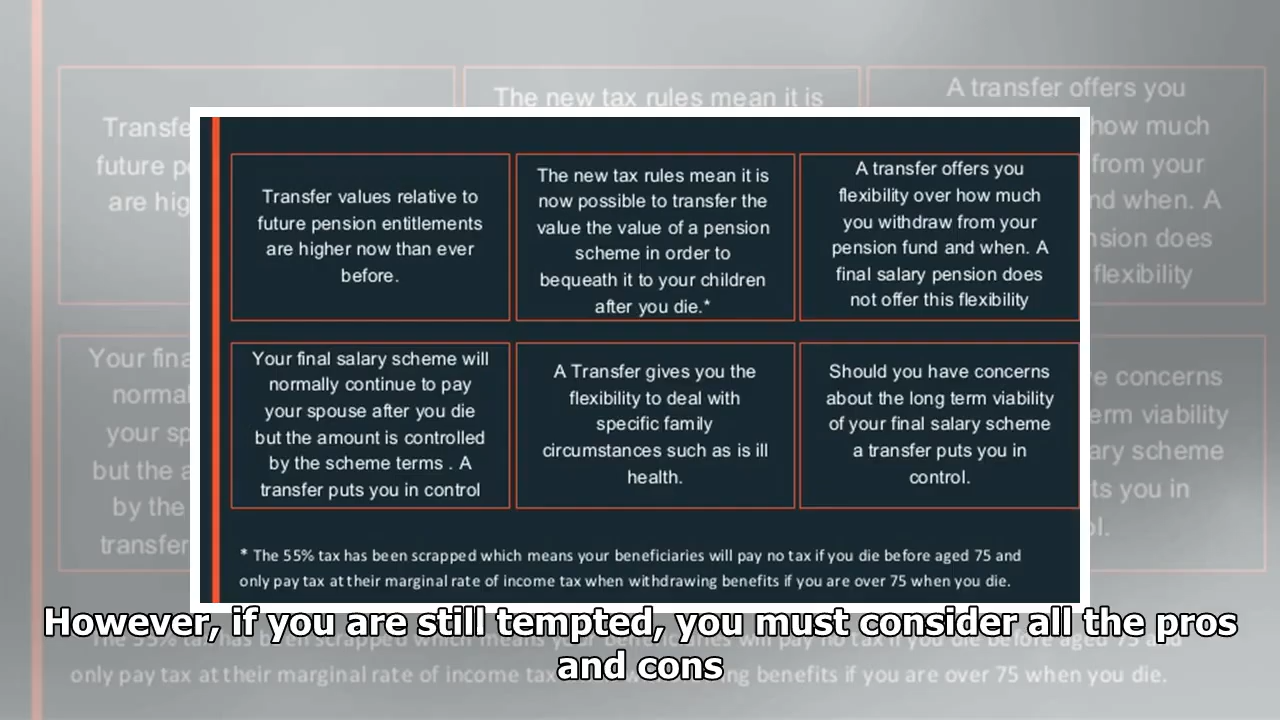 Transfer values relative to
future pension entitlements
are higher now than ever
before.
The new tax rules mean it is
now possible to transfer the
value the value of a pension
scheme in order to
bequeath it to your children
after you die.*
A transfer offers you
flexibility over how much
you withdraw from your
pension fund and when. A
final salary pension does
not offer this flexibility
Your final salary scheme will
normally continue to pay
your spouse after you die
but the amount is controlled
by the scheme terms . A
transfer puts you in control
A Transfer gives you the
flexibility to deal with
specific family
circumstances such as is ill
health.
Should you have concerns
about the long term viability
of your final salary scheme
a transfer puts you in
control.
* The 55% tax has been scrapped which means your beneficiaries will pay no tax if you die before aged 75 and
only pay tax at their marginal rate of income tax when withdrawing benefits if you are over 75 when you die.
However, if you are still tempted, you must consider all the pros
and cons